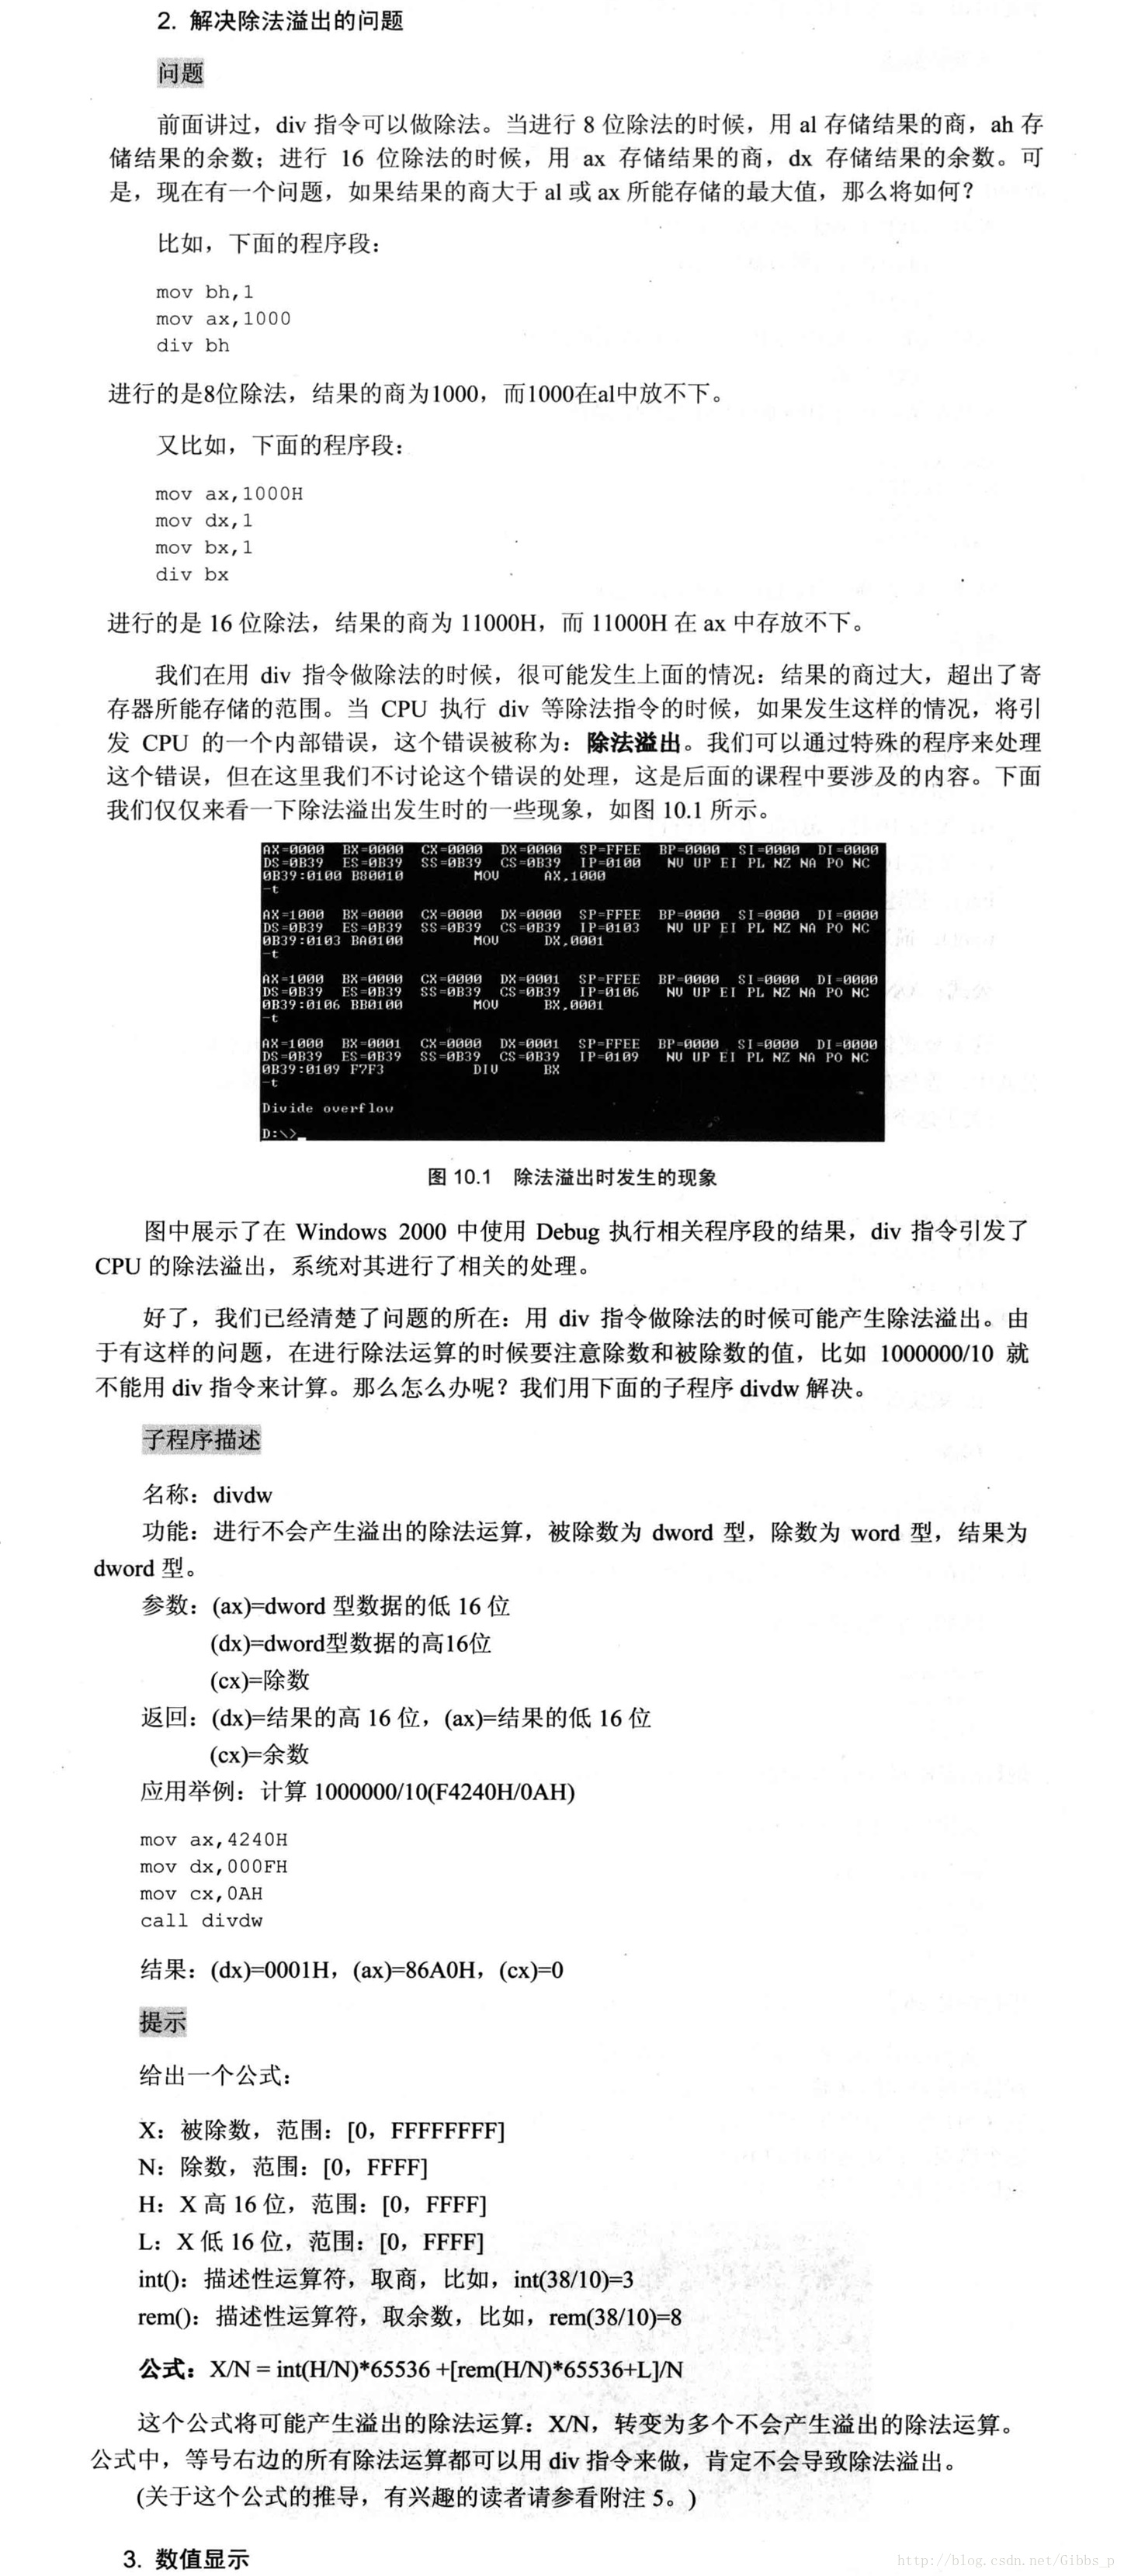 2. 解决除法溢出的问题
问题
前面讲过，div 指令可以做除法。当进行 8 位除法的时候，用 al 存储结果的商，ah 存
储结果的余数；进行 16 位除法的时候，用 ax 存储结果的商，dx 存储结果的余数。可
是，现在有一个问题，如果结果的商大于 al 或 ax 所能存储的最大值，那么将如何？
比如，下面的程序段：
mov bh,1
mov ax,1000
div bh
进行的是8位除法，结果的商为1000，而1000在al中放不下。
又比如，下面的程序段：
mov ax,1000H
mov dx,1
mov bx,1
div bx
进行的是 16 位除法，结果的商为 11000H，而 11000H 在 ax 中存放不下。
我们在用 div 指令做除法的时候，很可能发生上面的情况：结果的商过大，超出了寄
存器所能存储的范围。当 CPU 执行 div 等除法指令的时候，如果发生这样的情况，将引
发 CPU 的一个内部错误，这个错误被称为：除法溢出。我们可以通过特殊的程序来处理
这个错误，但在这里我们不讨论这个错误的处理，这是后面的课程中要涉及的内容。下面
我们仅仅来看一下除法溢出发生时的一些现象，如图 10.1 所示。
AX=0000 BX=0000 CX=0000 DX=0000 SP=FFEE BP=0000 SI=0000 DI=0000
DS=0B39 ES=0B39 SS=0B39 CS=0B39 IP=0100 NV UP EI PL NZ NA PO NC
0B39:0100 B80010 MOV AX,1000
-t
AX=1000 BX=0000 CX=0000 DX=0000 SP=FFEE BP=0000 SI=0000 DI=0000
DS=0B39 ES=0B39 SS=0B39 CS=0B39 IP=0103 NV UP EI PL NZ NA PO NC
0B39:0103 BA0100 MOV DX,0001
-t
AX=1000 BX=0000 CX=0000 DX=0001 SP=FFEE BP=0000 SI=0000 DI=0000
DS=0B39 ES=0B39 SS=0B39 CS=0B39 IP=0106 NV UP EI PL NZ NA PO NC
0B39:0106 BB0100 MOV BX,0001
-t
AX=1000 BX=0001 CX=0000 DX=0001 SP=FFEE BP=0000 SI=0000 DI=0000
DS=0B39 ES=0B39 SS=0B39 CS=0B39 IP=0109 NV UP EI PL NZ NA PO NC
0B39:0109 F7F3 DIV BX
-t
Divide overflow
D:\>_
图 10.1 除法溢出时发生的现象
图中展示了在 Windows 2000 中使用 Debug 执行相关程序段的结果，div 指令引发了
CPU 的除法溢出，系统对其进行了相关的处理。
好了，我们已经清楚了问题的所在：用 div 指令做除法的时候可能产生除法溢出。由
于有这样的问题，在进行除法运算的时候要注意除数和被除数的值，比如 1000000/10 就
不能用 div 指令来计算。那么怎么办呢？我们用下面的子程序 divdw 解决。
子程序描述
名称：divdw
功能：进行不会产生溢出的除法运算，被除数为 dword 型，除数为 word 型，结果为
dword 型。
参数：(ax)=dword 型数据的低 16 位
(dx)=dword型数据的高16位
(cx)=除数
返回：(dx)=结果的高 16 位，(ax)=结果的低 16 位
(cx)=余数
应用举例：计算 1000000/10(F4240H/0AH)
mov ax,4240H
mov dx,000FH
mov cx,0AH
call divdw
结果：(dx)=0001H，(ax)=86A0H，(cx)=0
提示
给出一个公式：
X：被除数，范围：[0，FFFFFFFF]
N：除数，范围：[0，FFFF]
H：X 高 16 位，范围：[0，FFFF]
L：X 低 16 位，范围：[0，FFFF]
int()：描述性运算符，取商，比如，int(38/10)=3
rem()：描述性运算符，取余数，比如，rem(38/10)=8
公式：X/N = int(H/N)*65536 +[rem(H/N)*65536+L]/N
这个公式将可能产生溢出的除法运算：X/N，转变为多个不会产生溢出的除法运算。
公式中，等号右边的所有除法运算都可以用 div 指令来做，肯定不会导致除法溢出。
(关于这个公式的推导，有兴趣的读者请参看附注 5。)
3. 数值显示
http://blog.csdn.net/Gibbs_p